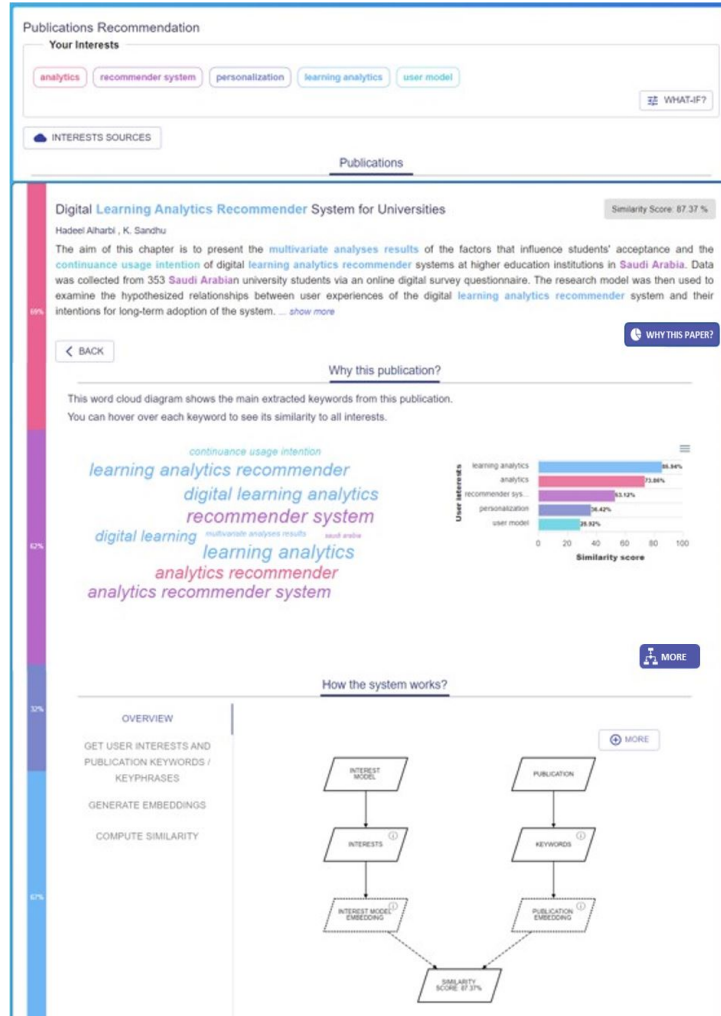 Publications Recommendation
Your Interests
analytics
recommender system
personalization
learning analytics
user model
WHAT-IF?
INTERESTS SOURCES
Publications
Digital Learning Analytics Recommender System for Universities
Similarity Score: 87.37 %
Hadeel Alharbi , K. Sandhu
The aim of this chapter is to present the multivariate analyses results of the factors that influence students' acceptance and the
continuance usage intention of digital learning analytics recommender systems at higher education institutions in Saudi Arabia. Data
was collected from 353 Saudi Arabian university students via an online digital survey questionnaire. The research model was then used to
examine the hypothesized relationships between user experiences of the digital learning analytics recommender system and their
intentions for long-term adoption of the system. ... show more
WHY THIS PAPER?
BACK
Why this publication?
This word cloud diagram shows the main extracted keywords from this publication.
You can hover over each keyword to see its similarity to all interests.
continuance usage intention
learning analytics recommender
digital learning analytics
recommender system
digital learning
multivariate analyses results
saudi arabia
learning analytics
analytics recommender
analytics recommender system
User interests
learning analytics
analytics
recommender sys...
personalization
user model
53.12%
36.42%
0 20 40 60 80 100
Similarity score
62%
MORE
How the system works?
32%
OVERVIEW
GET USER INTERESTS AND
PUBLICATION KEYWORDS /
KEYPHRASES
GENERATE EMBEDDINGS
COMPUTE SIMILARITY
MORE
INTEREST
MODEL
PUBLICATION
INTERESTS
KEYWORDS
INTEREST MODEL
EMBEDDING
PUBLICATION
EMBEDDING
67%
SIMILARITY
SCORE: 87.37%